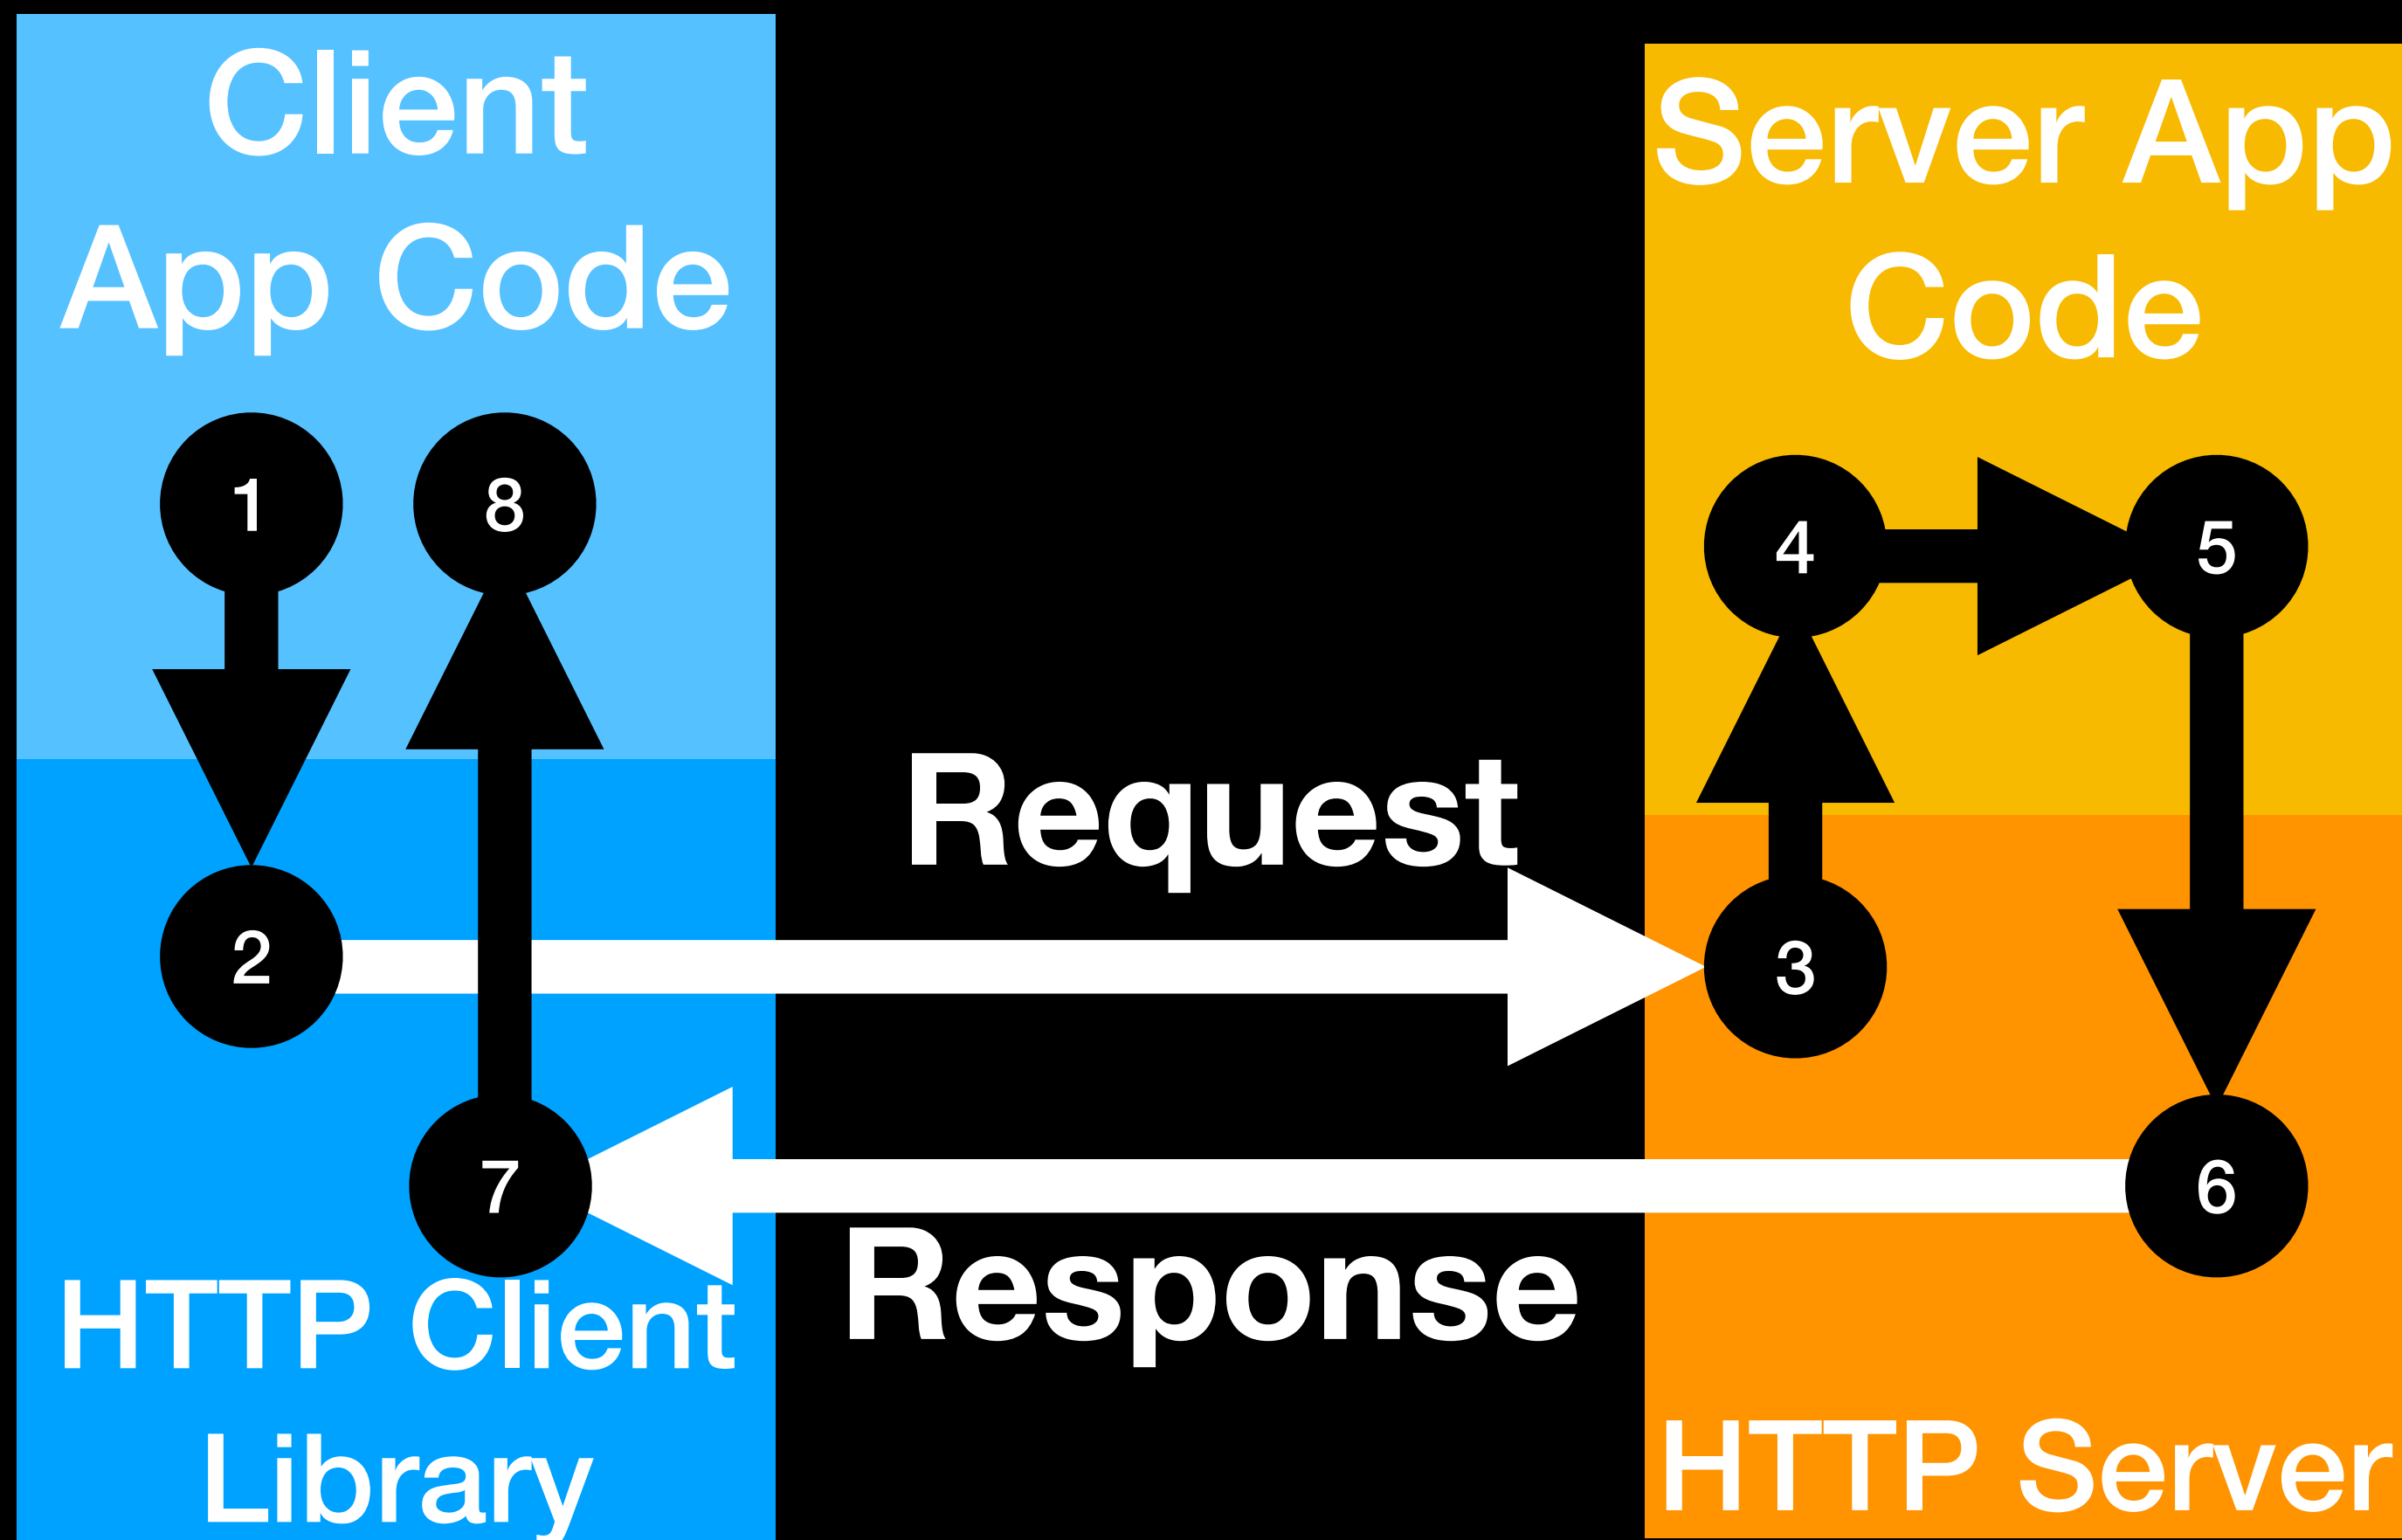 Client
App Code
Server App
Code
1
8
4
5
Request
2
3
7
6
Response
HTTP Client
Library
HTTP Server